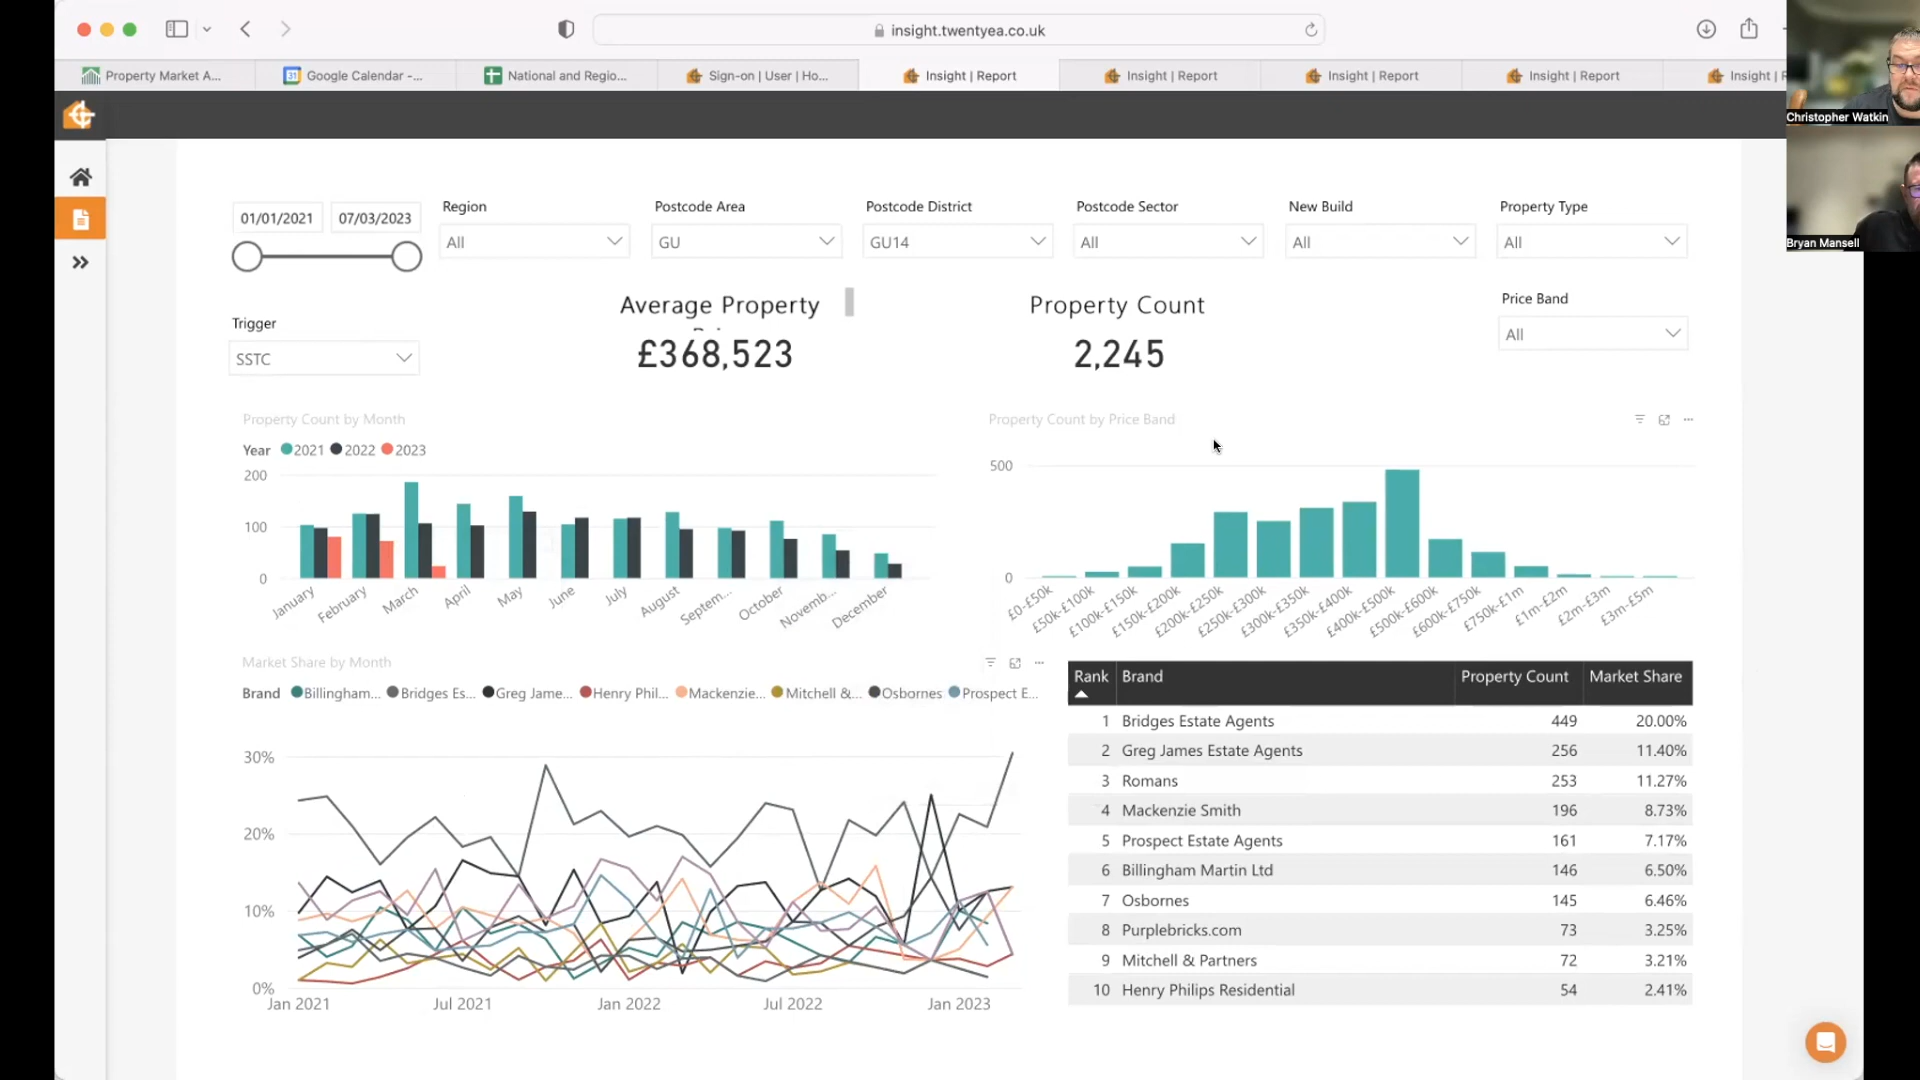 insight.twentyea.co.uk
Property Market A...
31
Google Calendar -...
National and Regio...
Sign-on | User | Ho...
Insight | Report
Insight | Report
Insight | Report
Insight | Report
Insight | F
Christopher Watkin
Bryan Mansell
01/01/2021
07/03/2023
Region
All
Postcode Area
GU
Postcode District
GU14
Postcode Sector
All
New Build
All
Property Type
All
Trigger
SSTC
Average Property
£368,523
Property Count
2,245
Price Band
All
Property Count by Month
Year 2021 2022 2023
200
100
0
January
February
March
April
May
June
July
August
Septem...
October
Novemb...
December
Property Count by Price Band
500
0
£0-£50k
£50k-£100k
£100k-£150k
£150k-£200k
£200k-£250k
£250k-£300k
£300k-£350k
£350k-£400k
£400k-£500k
£500k-£600k
£600k-£750k
£750k-£1m
£1m-£2m
£2m-£3m
£3m-£5m
Market Share by Month
Brand Billingham... Bridges Es... Greg Jame... Henry Phil... Mackenzie... Mitchell &... Osbornes Prospect E...
30%
20%
10%
0%
Jan 2021
Jul 2021
Jan 2022
Jul 2022
Jan 2023
Rank Brand Property Count Market Share
1 Bridges Estate Agents 449 20.00%
2 Greg James Estate Agents 256 11.40%
3 Romans 253 11.27%
4 Mackenzie Smith 196 8.73%
5 Prospect Estate Agents 161 7.17%
6 Billingham Martin Ltd 146 6.50%
7 Osbornes 145 6.46%
8 Purplebricks.com 73 3.25%
9 Mitchell & Partners 72 3.21%
10 Henry Philips Residential 54 2.41%